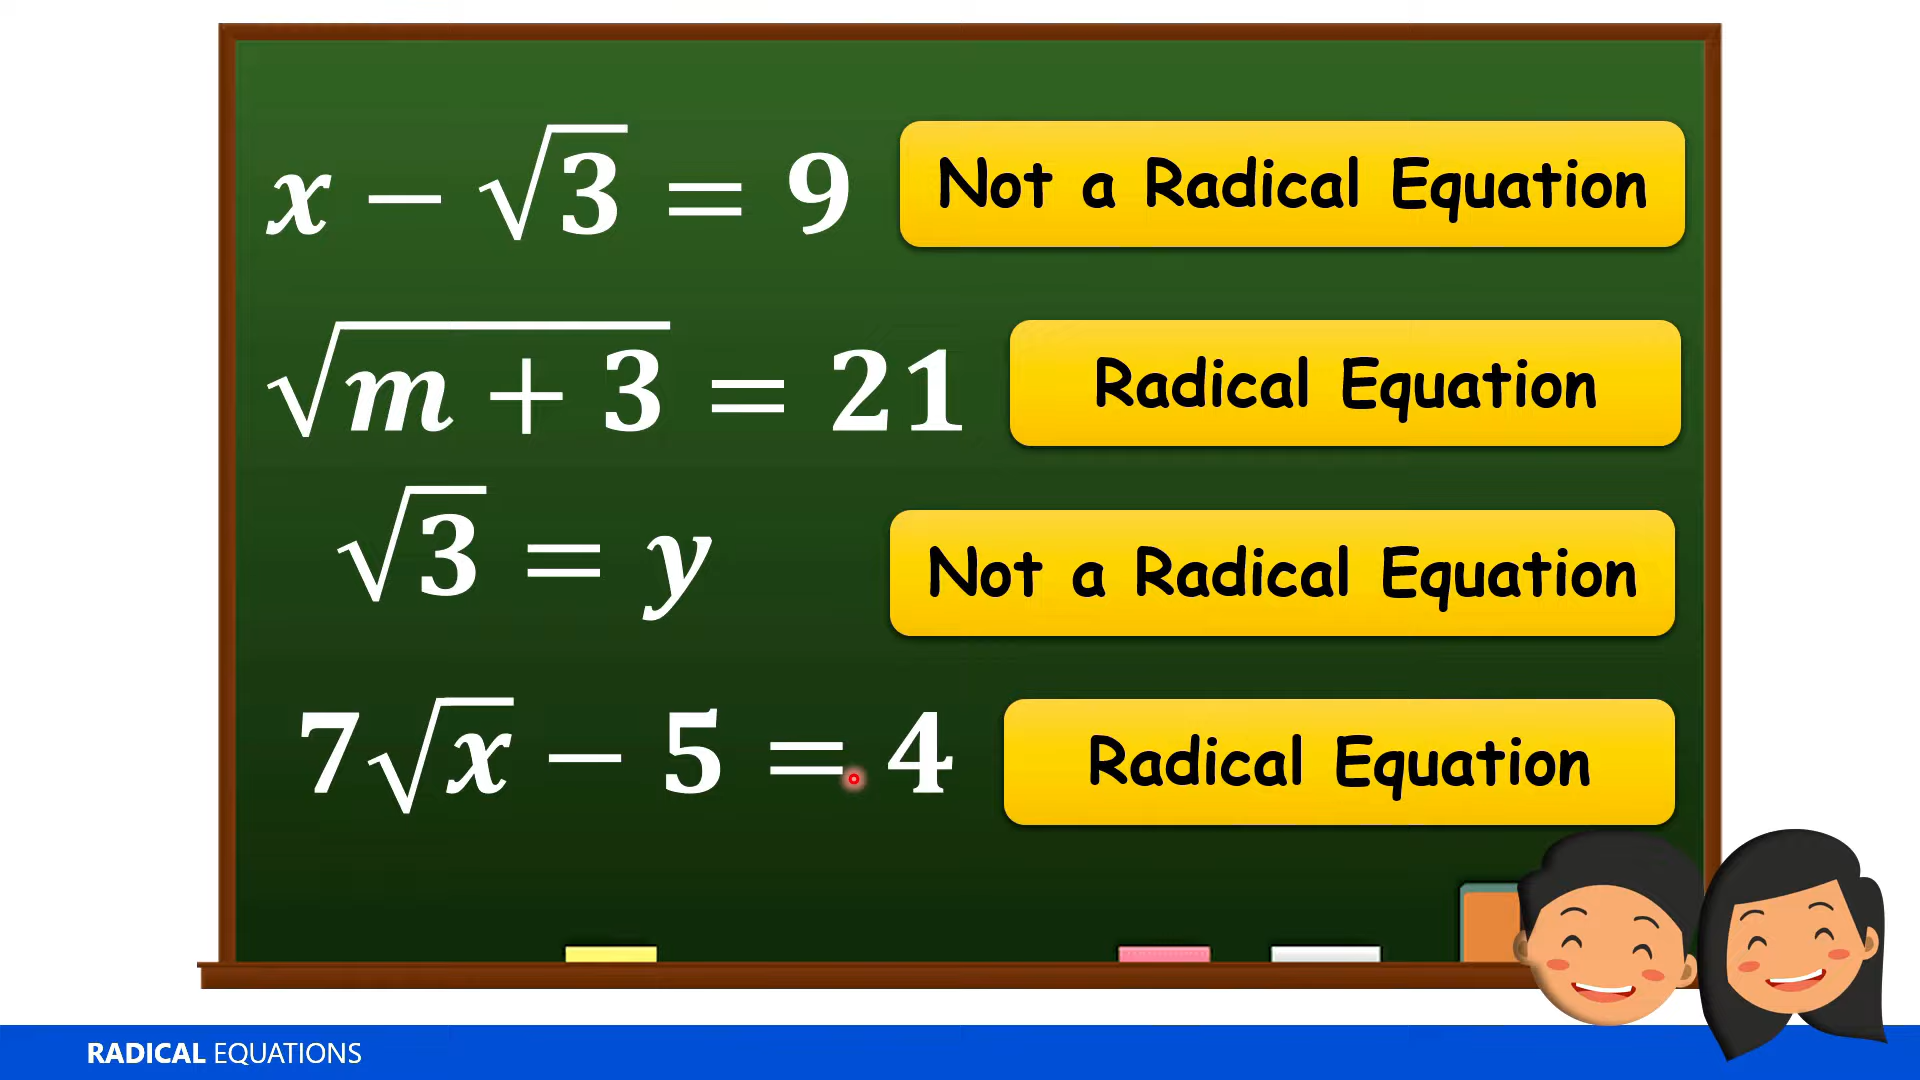 x − √3 = 9 Not a Radical Equation
√m + 3 = 21 Radical Equation
√3 = y Not a Radical Equation
7√x − 5 = 4 Radical Equation
RADICAL EQUATIONS